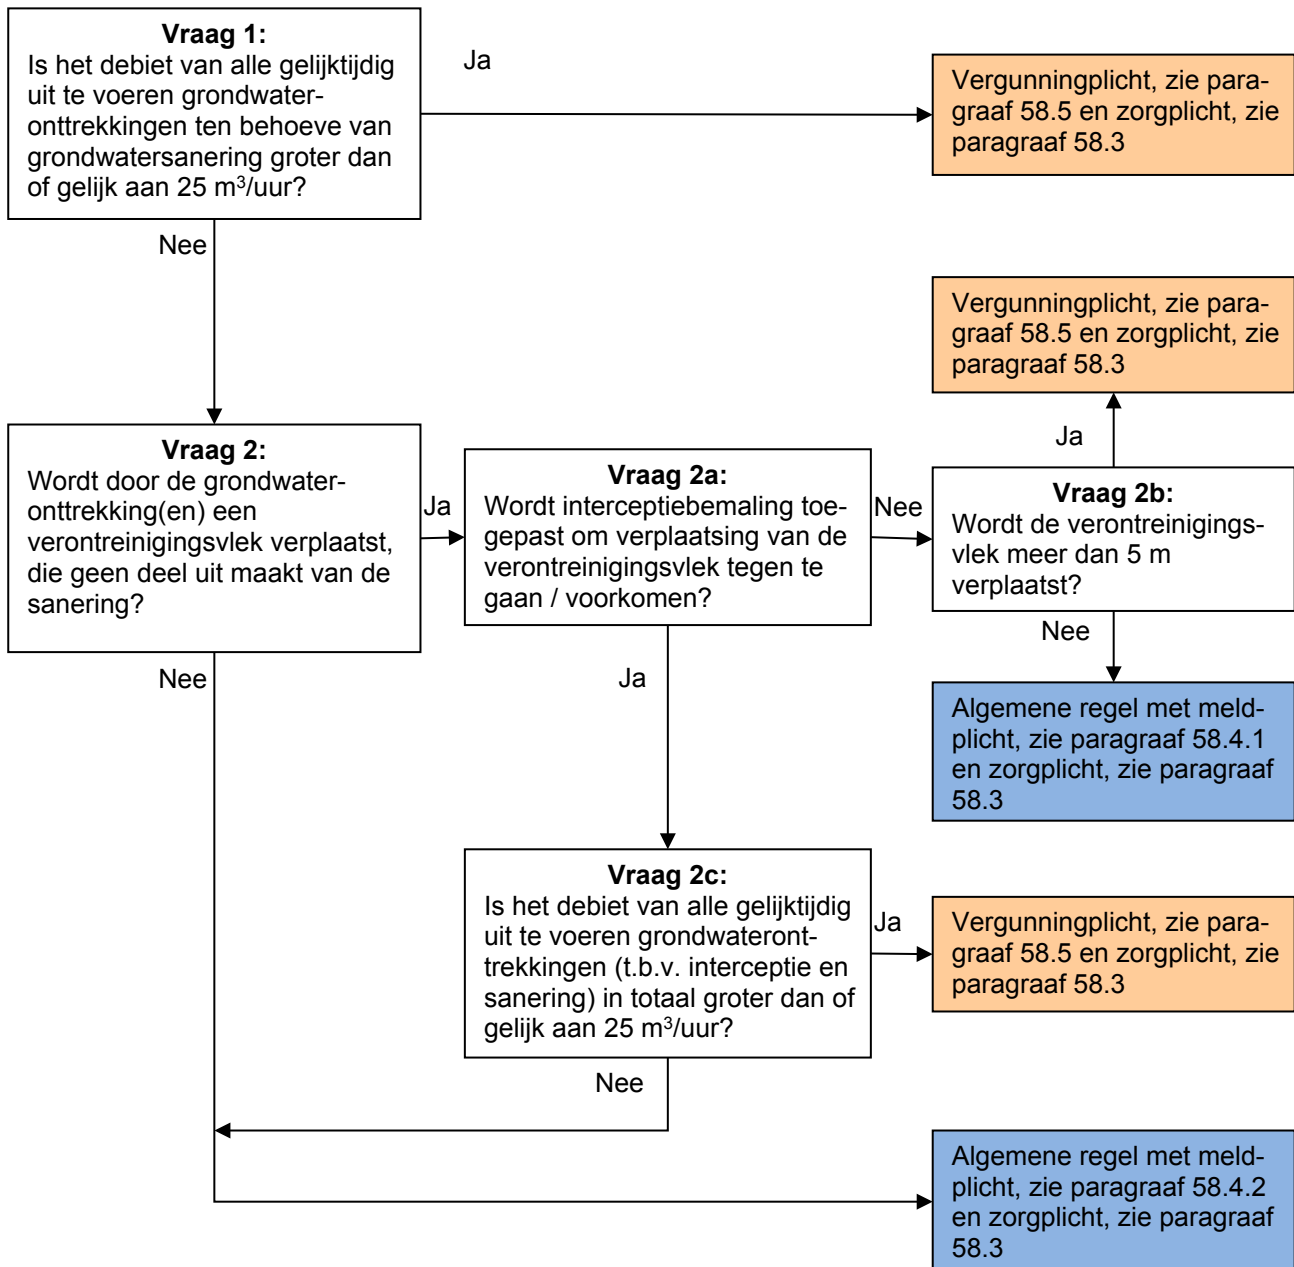 Vraag 1:
Is het debiet van alle gelijktijdig
uit te voeren grondwater-
onttrekkingen ten behoeve van
grondwatersanering groter dan
of gelijk aan 25 m³/uur?
Ja
Vergunningplicht, zie para-
graaf 58.5 en zorgplicht, zie
paragraaf 58.3
Nee
Vergunningplicht, zie para-
graaf 58.5 en zorgplicht, zie
paragraaf 58.3
Vraag 2:
Wordt door de grondwater-
onttrekking(en) een
verontreinigingsvlek verplaatst,
die geen deel uit maakt van de
sanering?
Ja
Vraag 2a:
Wordt interceptiebemaling toe-
gepast om verplaatsing van de
verontreinigingsvlek tegen te
gaan / voorkomen?
Nee
Ja
Vraag 2b:
Wordt de verontreinigings-
vlek meer dan 5 m
verplaatst?
Nee
Nee
Ja
Algemene regel met meld-
plicht, zie paragraaf 58.4.1
en zorgplicht, zie paragraaf
58.3
Vraag 2c:
Is het debiet van alle gelijktijdig
uit te voeren grondwateront-
trekkingen (t.b.v. interceptie en
sanering) in totaal groter dan of
gelijk aan 25 m³/uur?
Ja
Vergunningplicht, zie para-
graaf 58.5 en zorgplicht, zie
paragraaf 58.3
Nee
Algemene regel met meld-
plicht, zie paragraaf 58.4.2
en zorgplicht, zie paragraaf
58.3